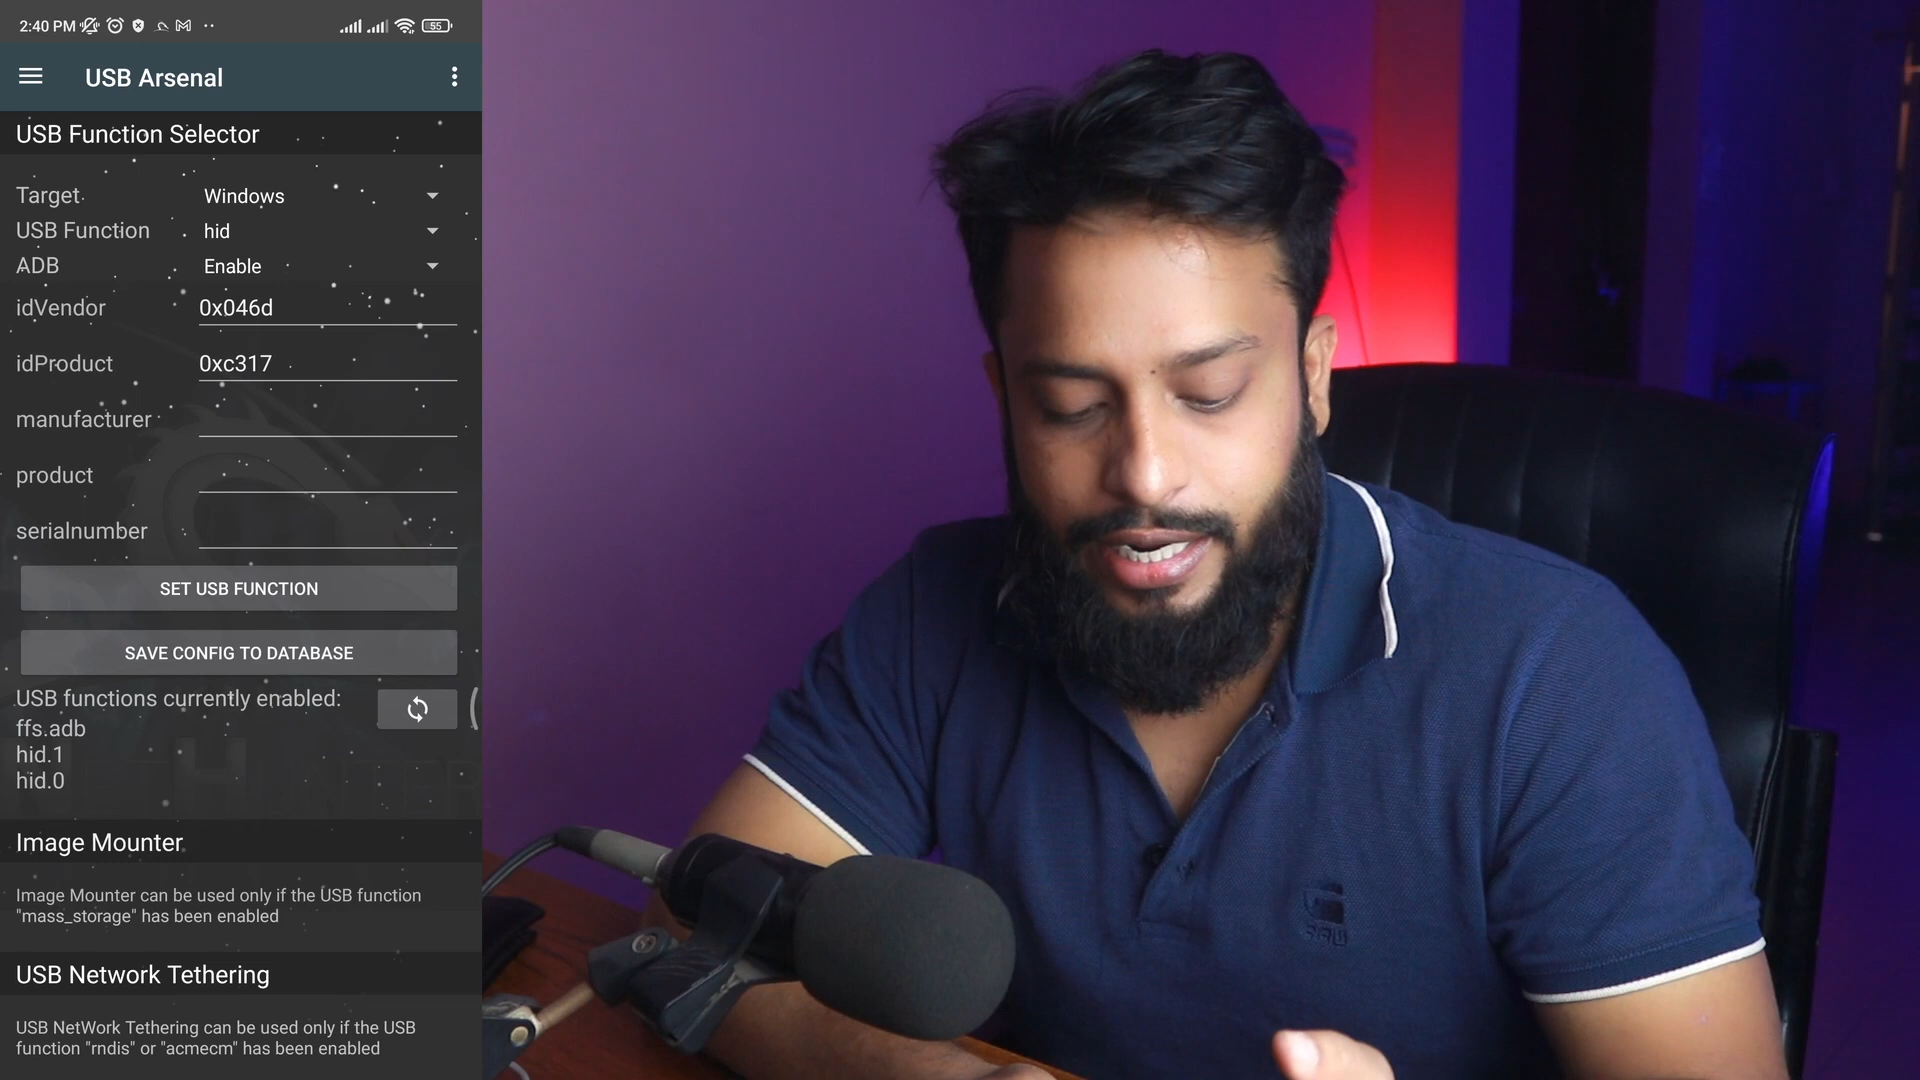 2:40 PM
55
USB Arsenal
USB Function Selector
Target Windows
USB Function hid
ADB Enable
idVendor 0x046d
idProduct 0xc317
manufacturer
product
serialnumber
SET USB FUNCTION
SAVE CONFIG TO DATABASE
USB functions currently enabled:
ffs.adb
hid.1
hid.0
Image Mounter
Image Mounter can be used only if the USB function
"mass_storage" has been enabled
USB Network Tethering
USB NetWork Tethering can be used only if the USB
function "rndis" or "acmecm" has been enabled
RAW